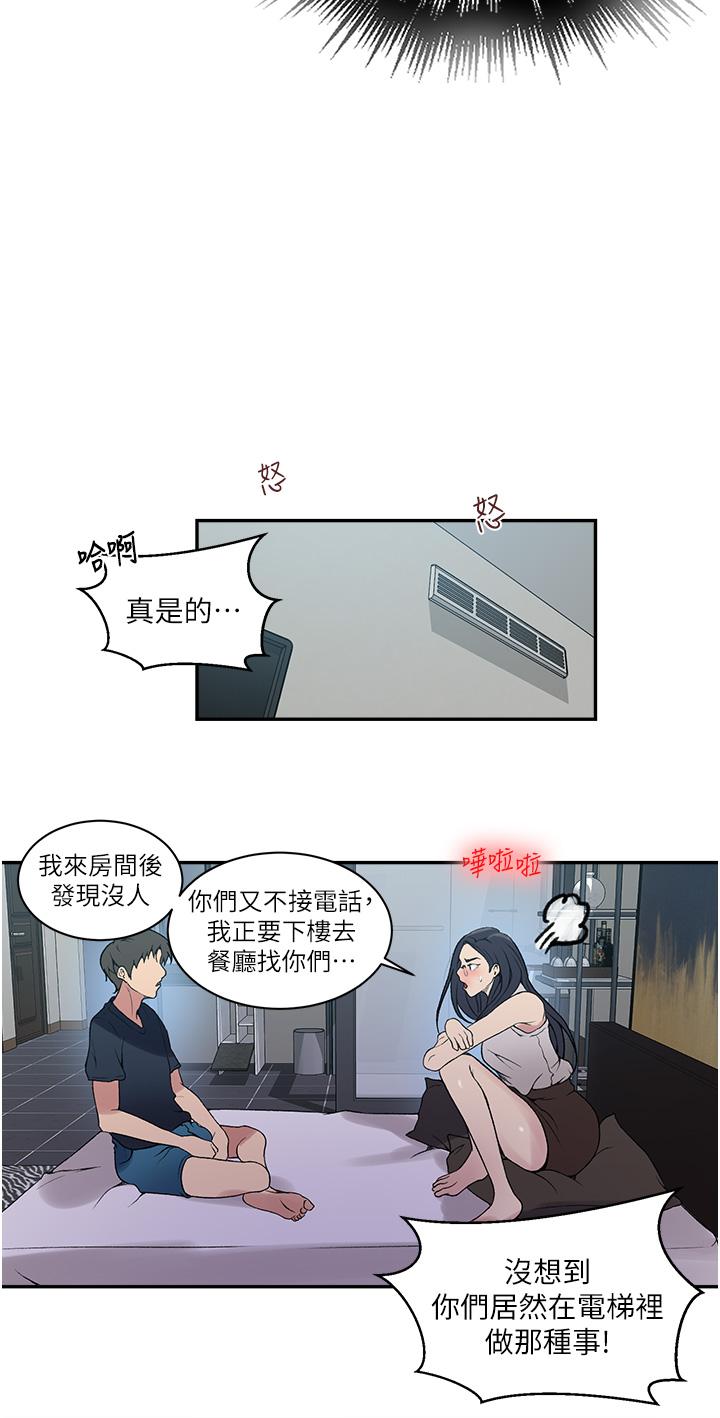 怒
怒
哈啊
真是的…
我來房間後
發現沒人
你們又不接電話，
我正要下樓去
餐廳找你們…
嘩啦啦
沒想到
你們居然在電梯裡
做那種事！